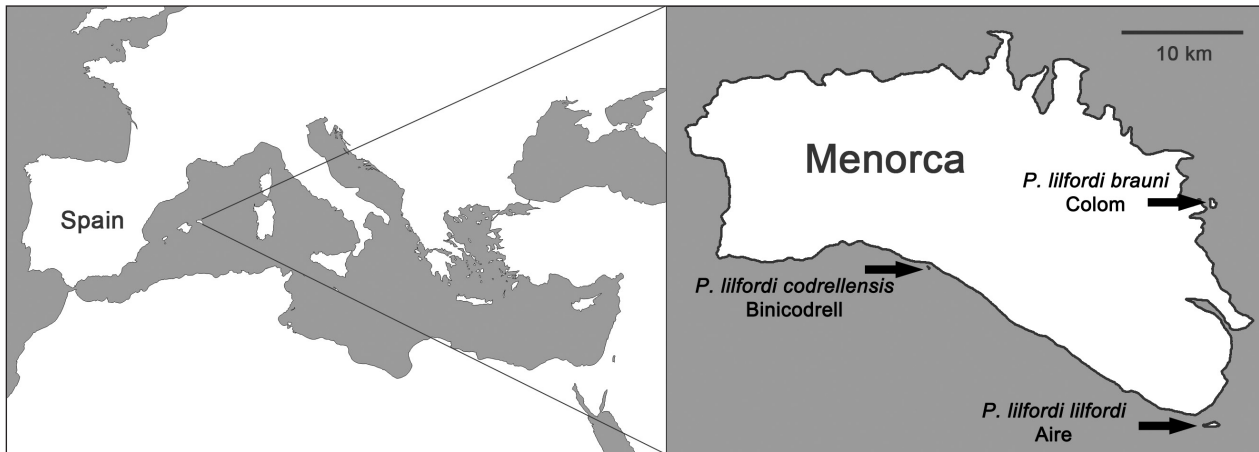 Spain
10 km
Menorca
P. lilfordi brauni
Colom
P. lilfordi codrellensis
Binicodrell
P. lilfordi lilfordi
Aire